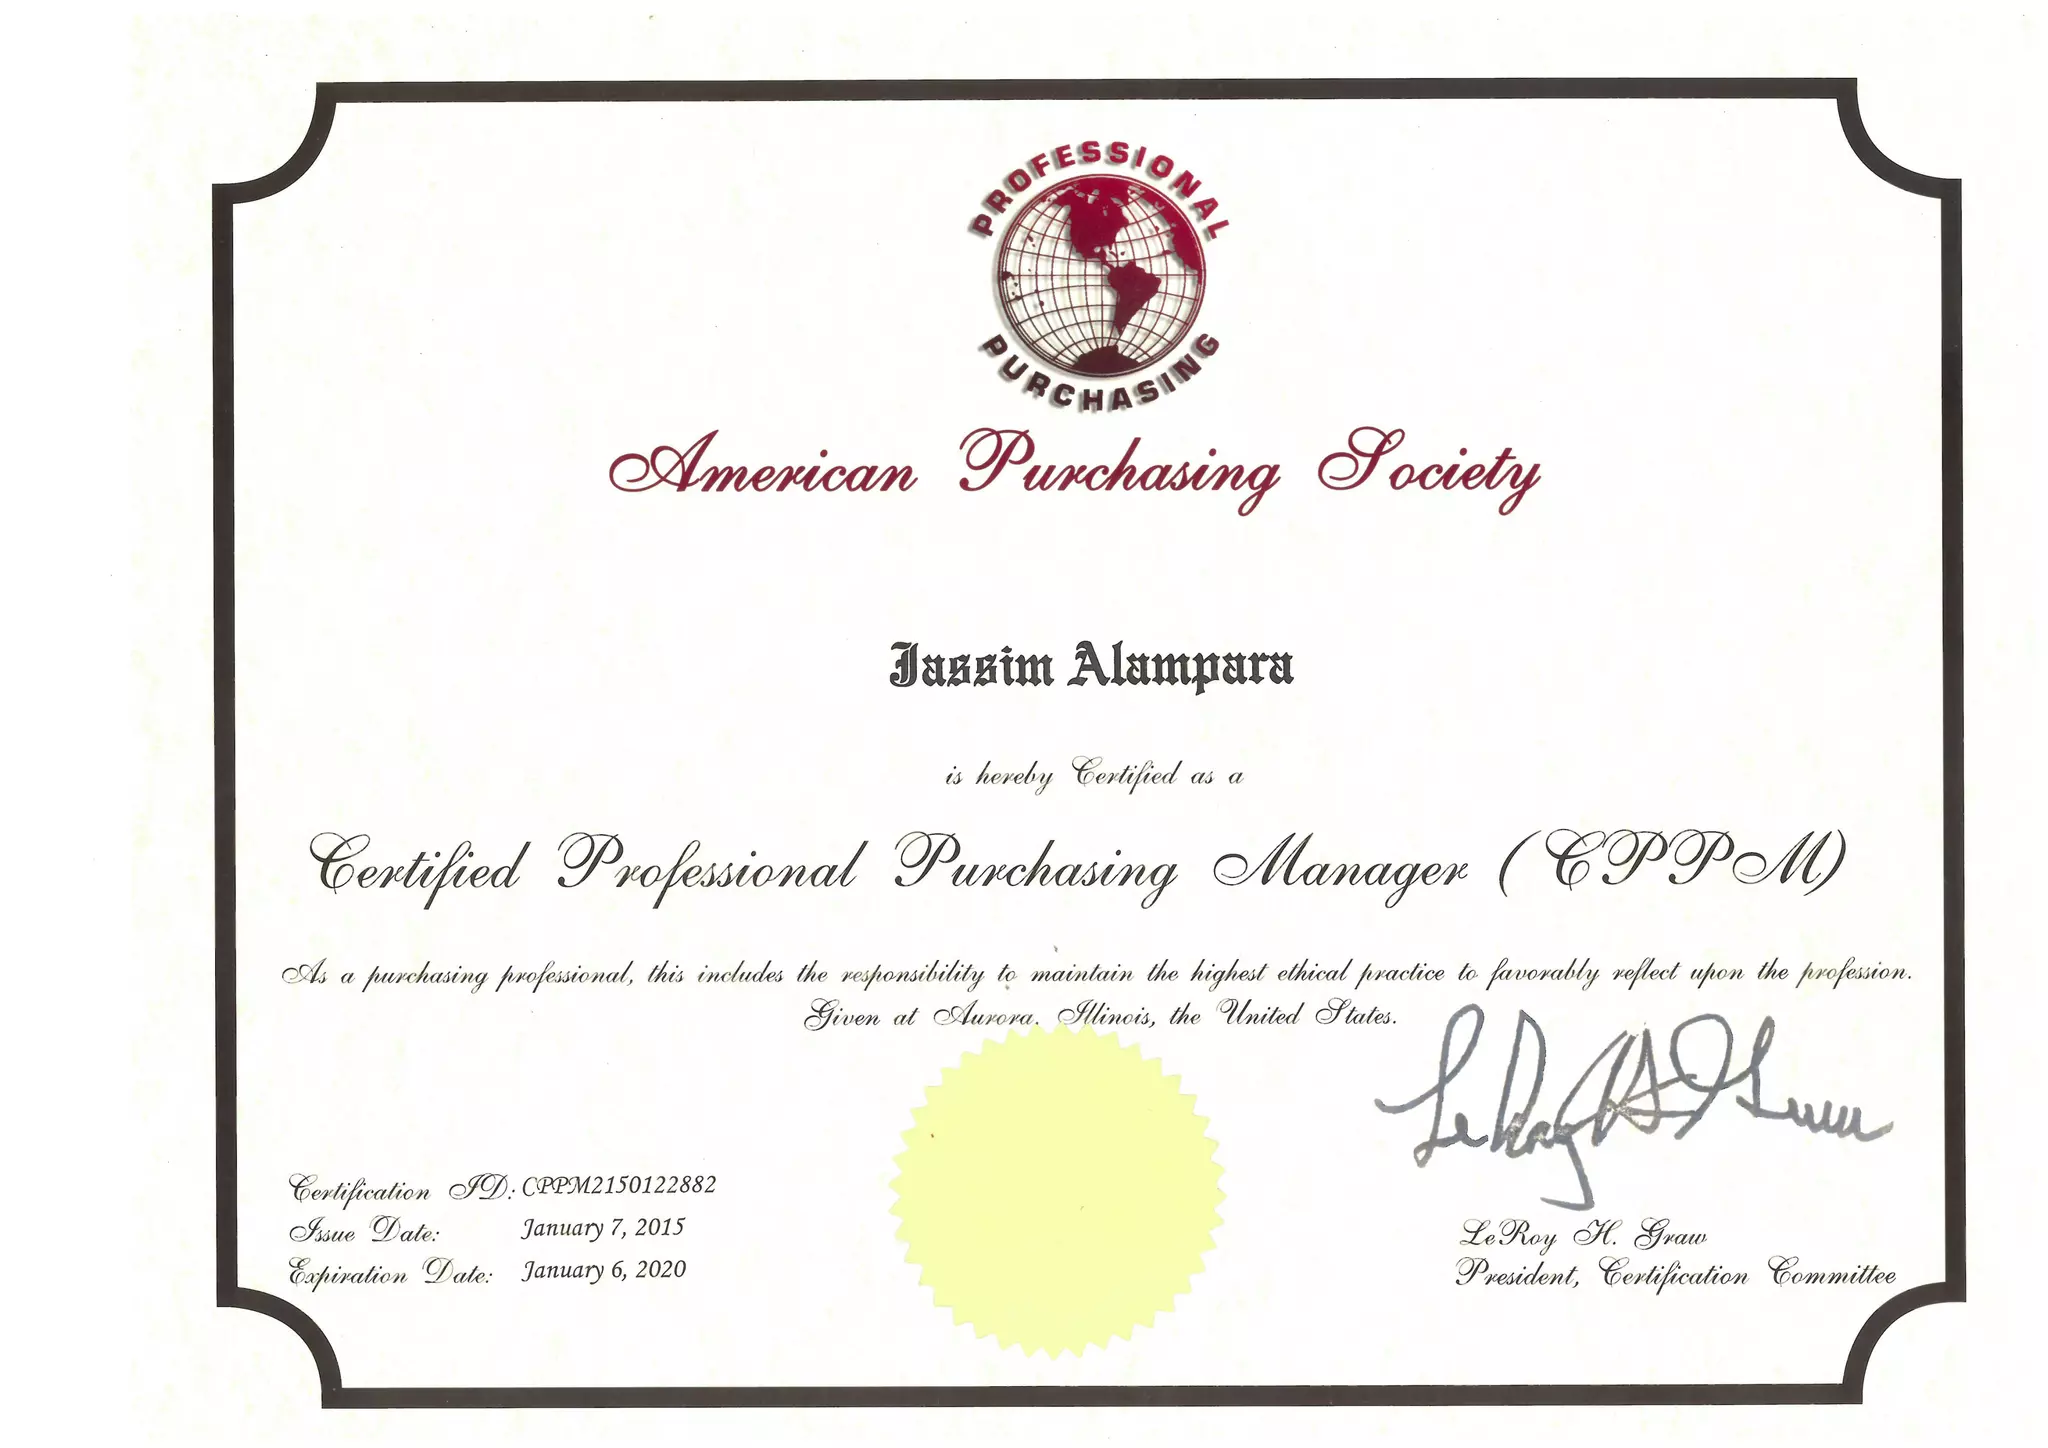 PROFESSIONAL
PURCHASING
American Purchasing Society
Jassim Alampara
is hereby Certified as a
Certified Professional Purchasing Manager (CPPM)
As a purchasing professional, this includes the responsibility to maintain the highest ethical practice to favorably reflect upon the profession.
Given at Aurora. Illinois, the United States.
LeRoy H Graw
Certification ID: CPPM2150122882
Issue Date: January 7, 2015
Expiration Date: January 6, 2020
LeRoy H. Graw
President, Certification Committee